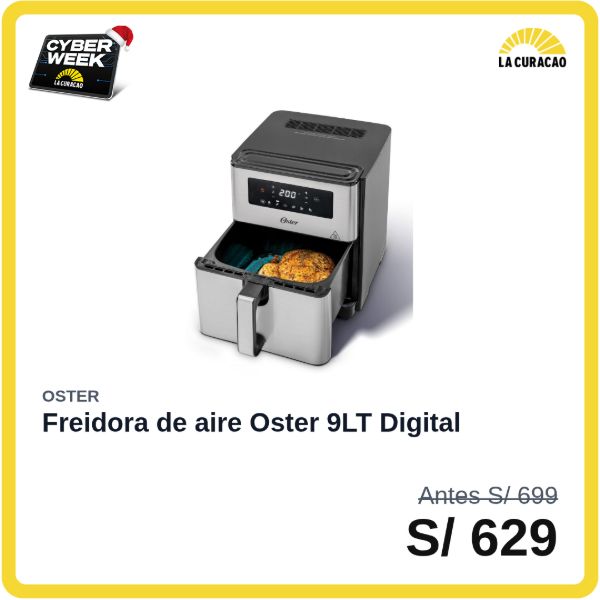 CYBER
WEEK
LA CURACAO
LA CURACAO
200
Oster
OSTER
Freidora de aire Oster 9LT Digital
Antes S/ 699
S/ 629